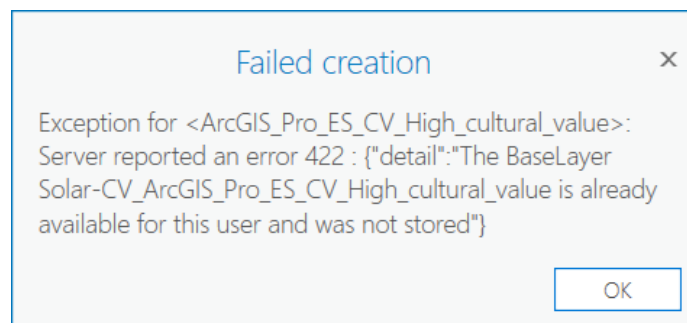 Failed creation
Exception for <ArcGIS_Pro_ES_CV_High_cultural_value>:
Server reported an error 422 : {"detail":"The BaseLayer
Solar-CV_ArcGIS_Pro_ES_CV_High_cultural_value is already
available for this user and was not stored"}
OK